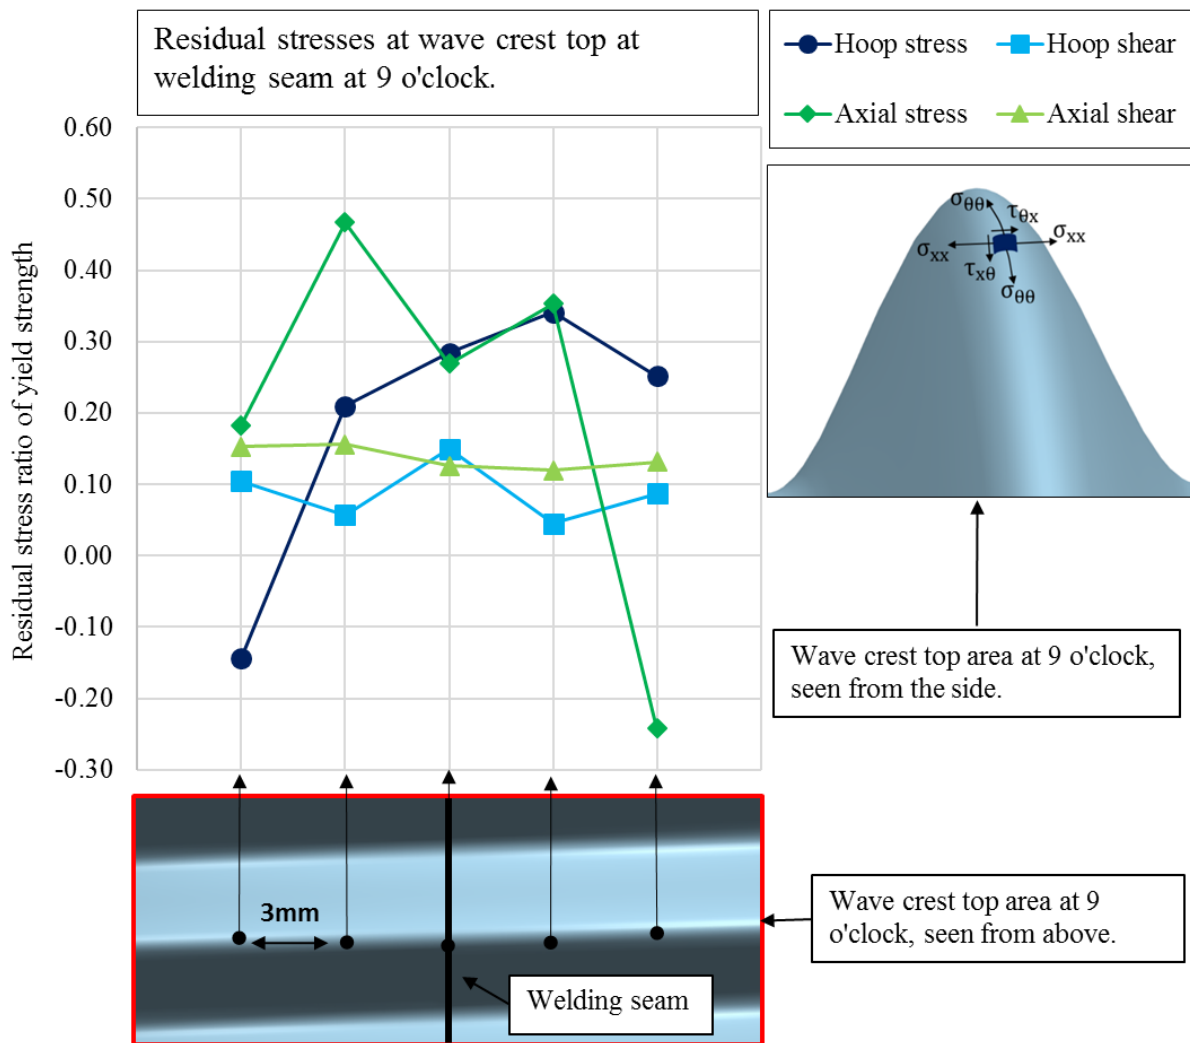 Residual stresses at wave crest top at
welding seam at 9 o'clock.
Hoop stress
Hoop shear
Axial stress
Axial shear
Residual stress ratio of yield strength
0.60
0.50
0.40
0.30
0.20
0.10
0.00
-0.10
-0.20
-0.30
σθθ
τθx
σxx
σxx
τxθ
σθθ
Wave crest top area at 9 o'clock,
seen from the side.
3mm
Wave crest top area at 9
o'clock, seen from above.
Welding seam